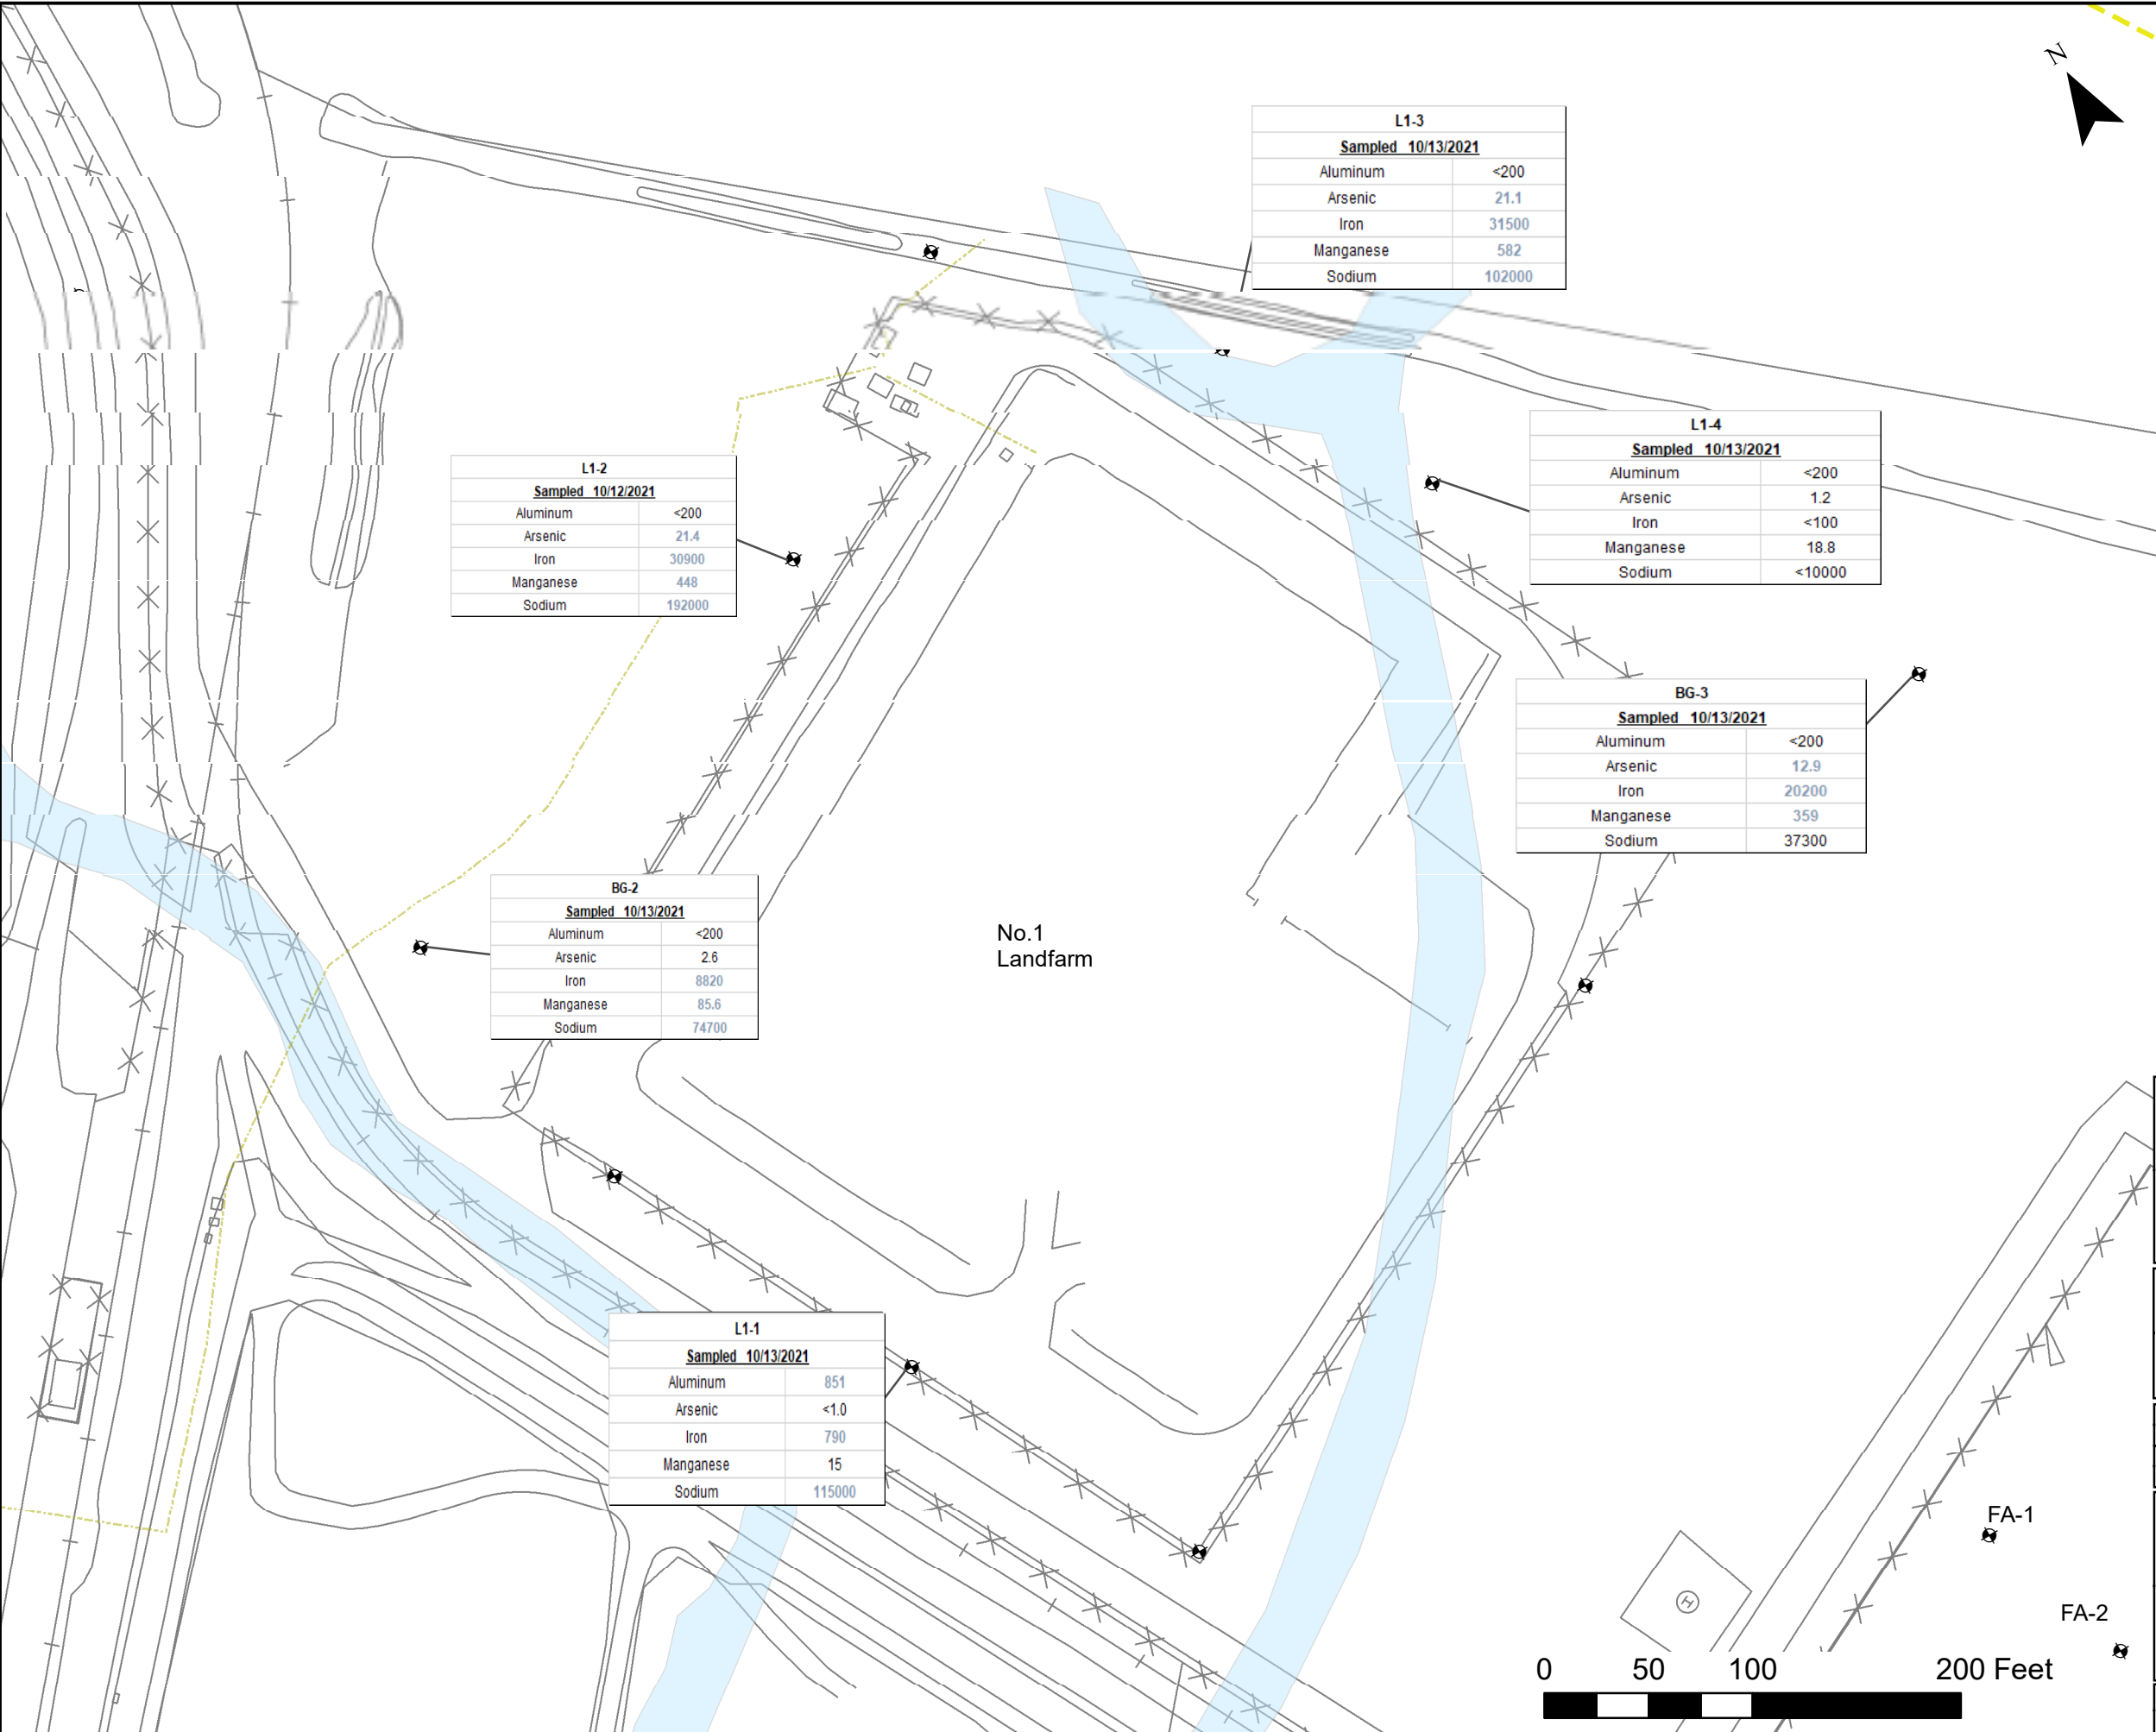 N
L1-3
Sampled 10/13/2021
Aluminum <200
Arsenic 21.1
Iron 31500
Manganese 582
Sodium 102000
L1-4
Sampled 10/13/2021
Aluminum <200
Arsenic 1.2
Iron <100
Manganese 18.8
Sodium <10000
L1-2
Sampled 10/12/2021
Aluminum <200
Arsenic 21.4
Iron 30900
Manganese 448
Sodium 192000
BG-3
Sampled 10/13/2021
Aluminum <200
Arsenic 12.9
Iron 20200
Manganese 359
Sodium 37300
BG-2
Sampled 10/13/2021
Aluminum <200
Arsenic 2.6
Iron 8820
Manganese 85.6
Sodium 74700
No.1
Landfarm
L1-1
Sampled 10/13/2021
Aluminum 851
Arsenic <1.0
Iron 790
Manganese 15
Sodium 115000
FA-1
H
FA-2
0 50 100 200 Feet